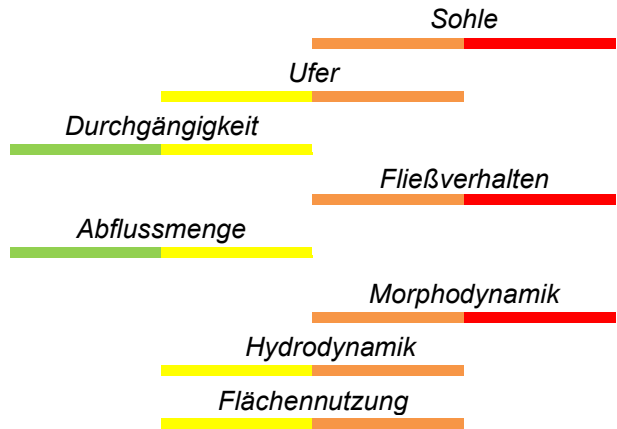 Sohle
Ufer
Durchgängigkeit
Fließverhalten
Abflussmenge
Morphodynamik
Hydrodynamik
Flächennutzung